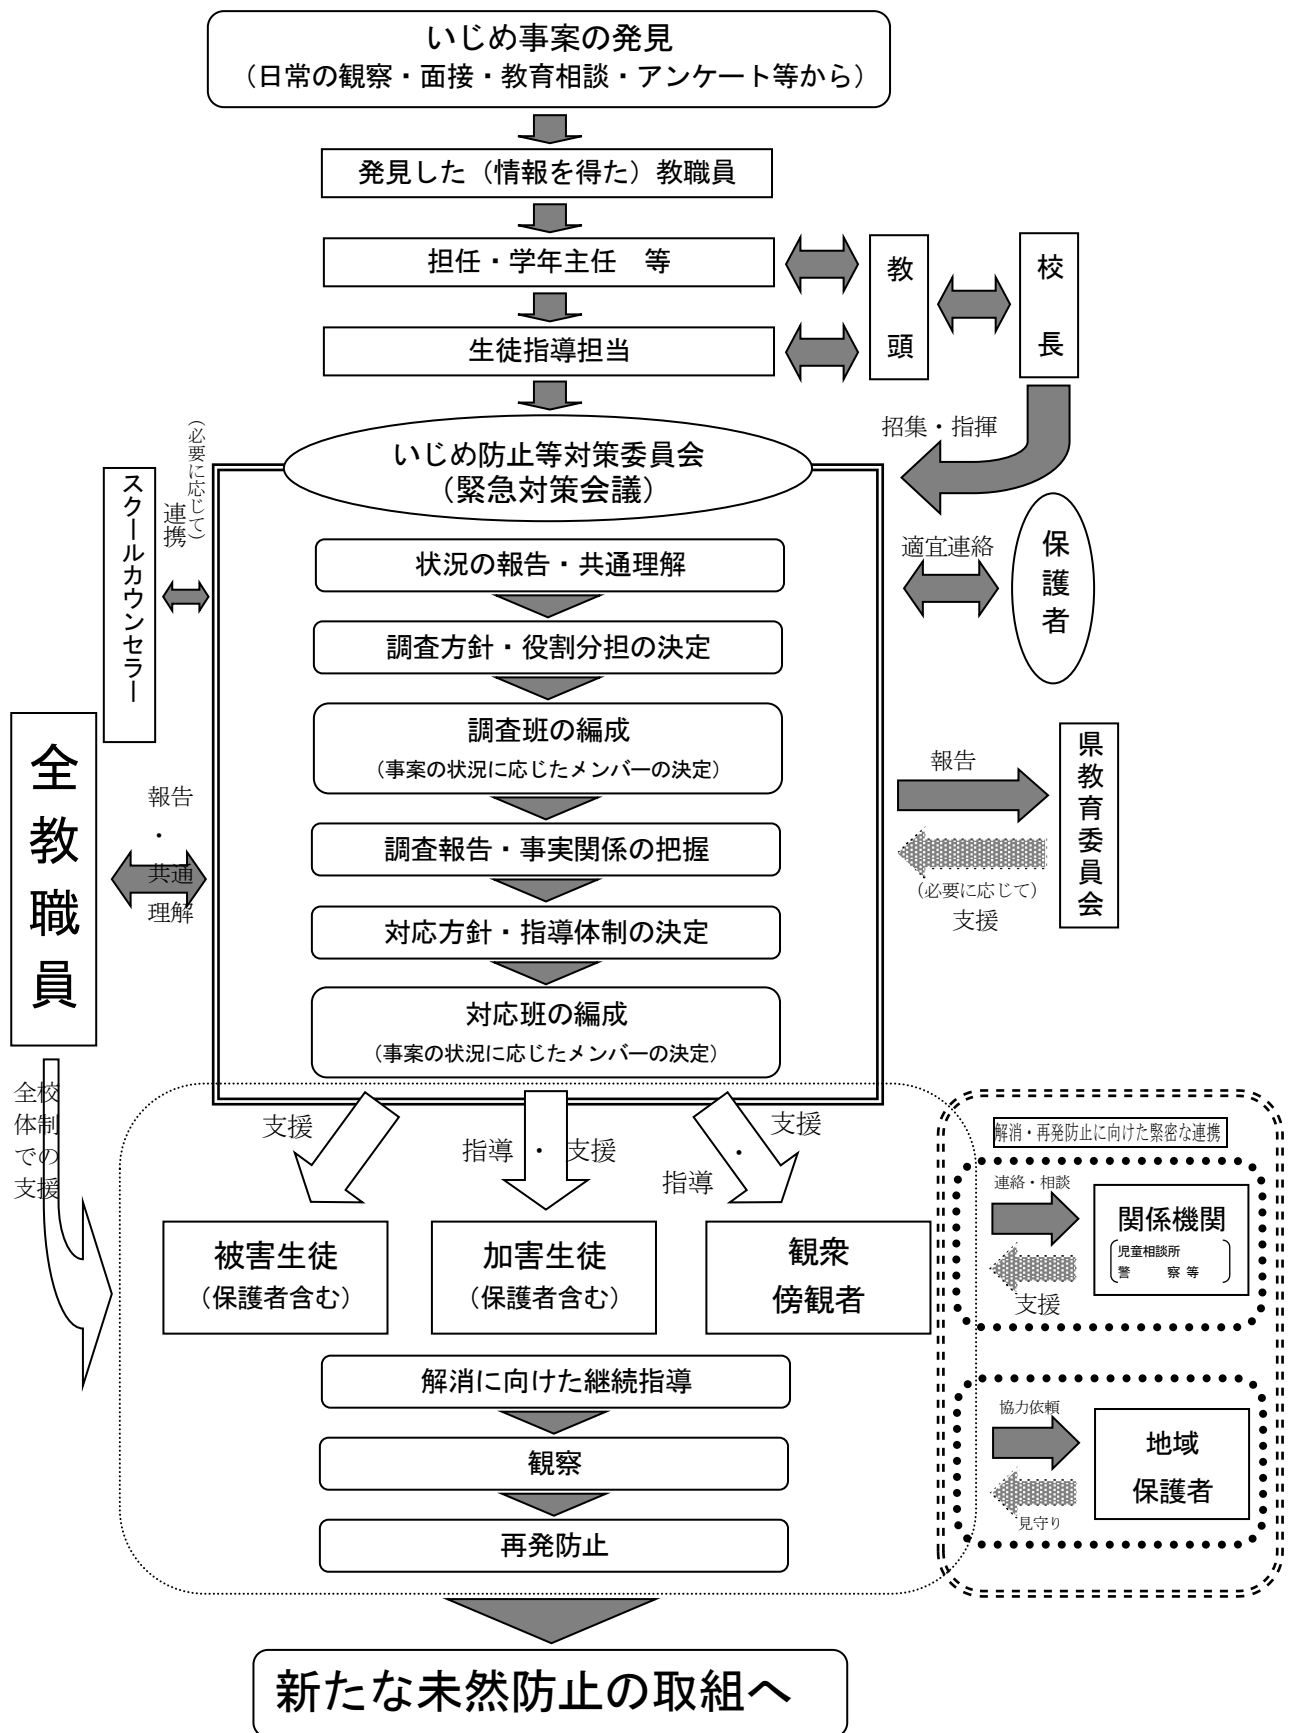 いじめ事案の発見
（日常の観察・面接・教育相談・アンケート等から）
発見した（情報を得た）教職員
担任・学年主任　等
教頭
校長
生徒指導担当
招集・指揮
いじめ防止等対策委員会
（緊急対策会議）
スクールカウンセラー
連携
（必要に応じて）
適宜連絡
保護者
状況の報告・共通理解
調査方針・役割分担の決定
調査班の編成
（事案の状況に応じたメンバーの決定）
調査報告・事実関係の把握
対応方針・指導体制の決定
対応班の編成
（事案の状況に応じたメンバーの決定）
全教職員
報告
・
共通
理解
報告
県教育委員会
（必要に応じて）
支援
全校
体制
での
支援
支援
指導・支援
指導・支援
被害生徒
（保護者含む）
加害生徒
（保護者含む）
観衆
傍観者
解消に向けた継続指導
観察
再発防止
解消・再発防止に向けた緊密な連携
連絡・相談
関係機関
児童相談所
警　　察 等
支援
協力依頼
地域
保護者
見守り
新たな未然防止の取組へ